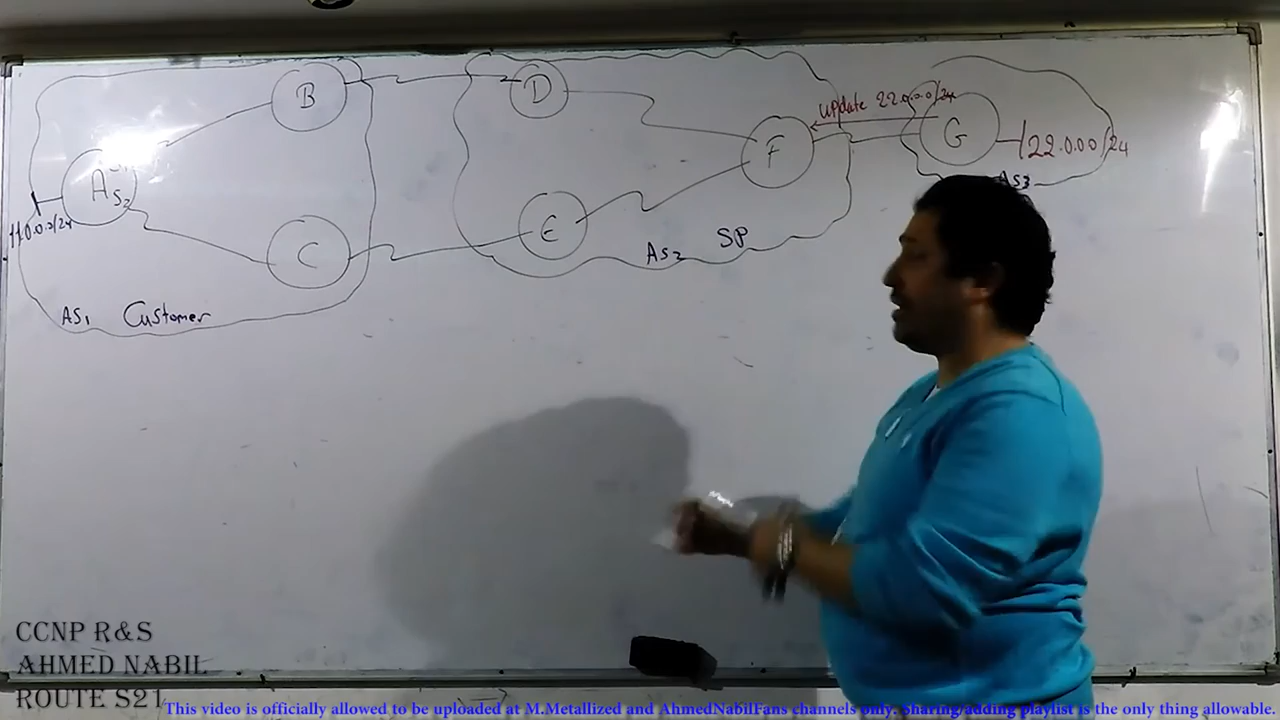 B
D
update 22.0.0.0/24
G
F
22.0.0.0/24
A
S2
AS3
11.0.0.0/24
C
E
AS2 SP
AS1 Customer
CCNP R&S
AHMED NABIL
ROUTE S21
This video is officially allowed to be uploaded at M.Metallized and AhmedNabilFans channels only. Sharing/adding playlist is the only thing allowable.